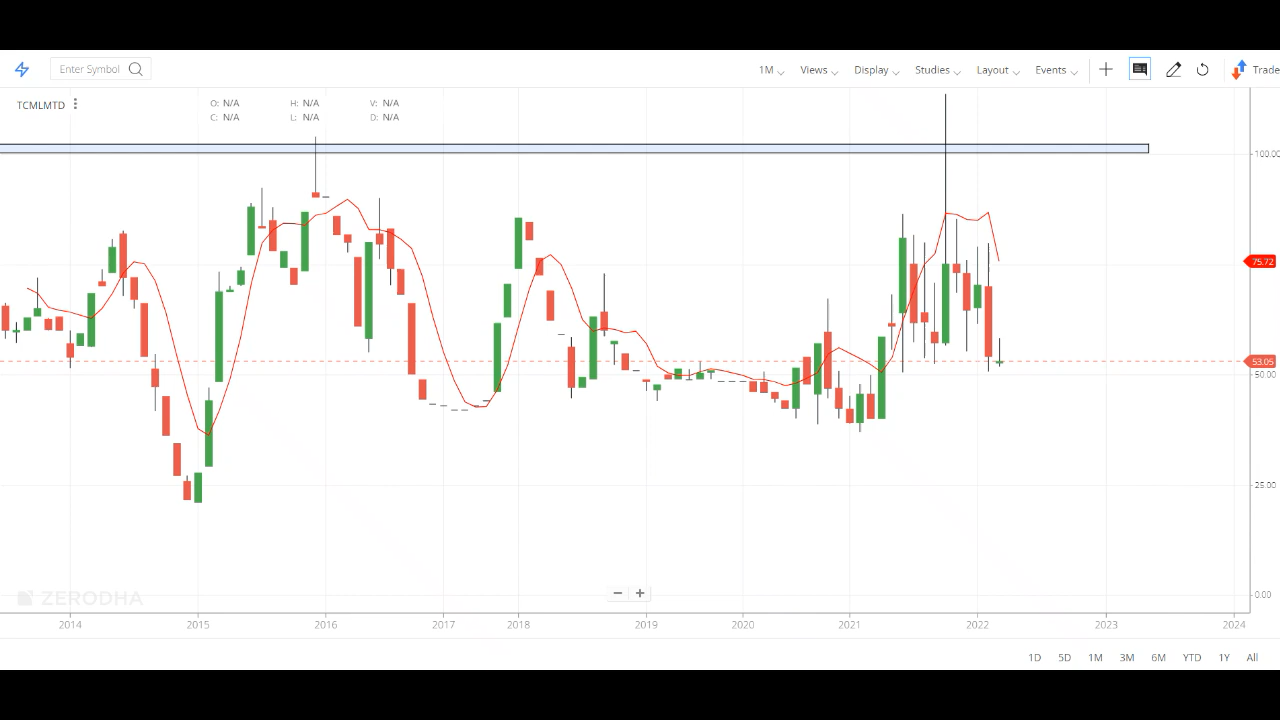 Enter Symbol 1M Views Display Studies Layout Events Trade
TCMLMTD O: N/A H: N/A V: N/A
C: N/A L: N/A D: N/A
100.00
75.72
53.05
50.00
25.00
0.00
ZERODHA
2014 2015 2016 2017 2018 2019 2020 2021 2022 2023 2024
1D 5D 1M 3M 6M YTD 1Y All